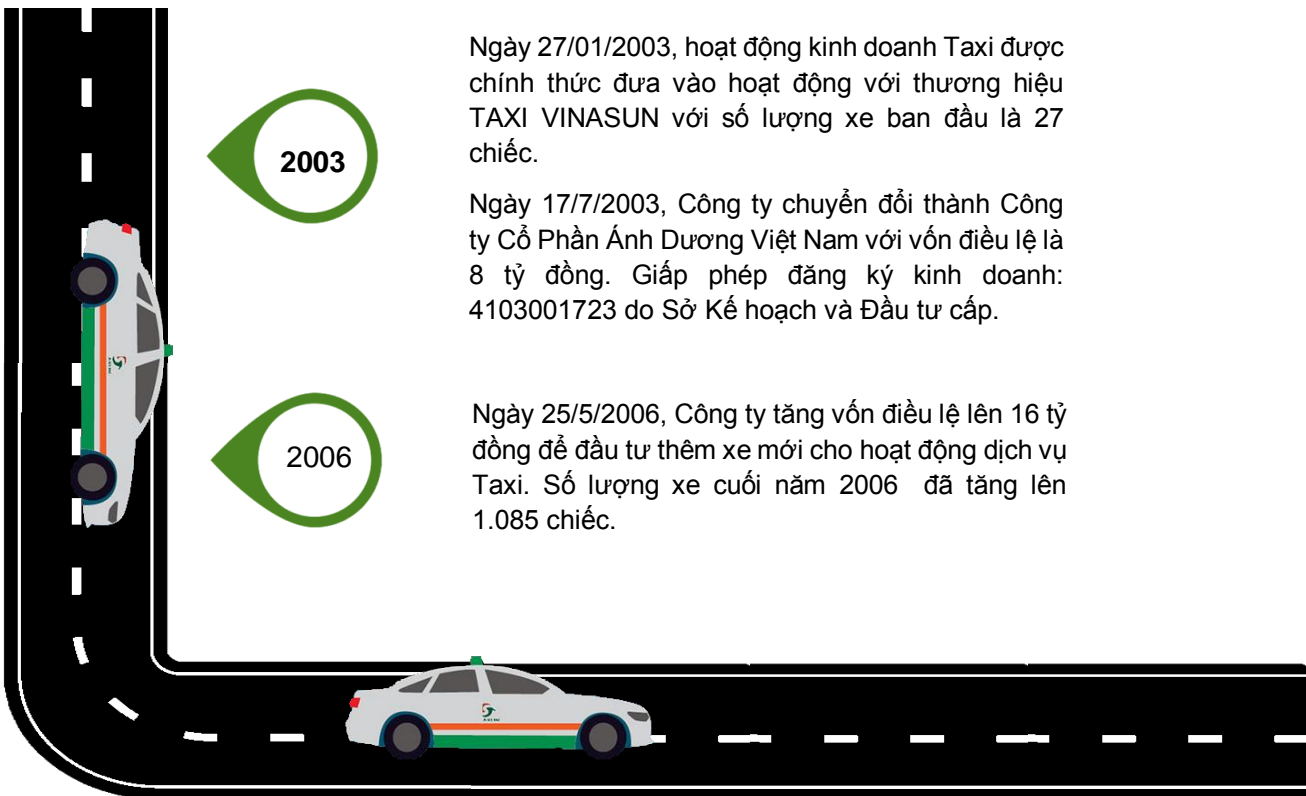 Ngày 27/01/2003, hoạt động kinh doanh Taxi được
chính thức đưa vào hoạt động với thương hiệu
TAXI VINASUN với số lượng xe ban đầu là 27
chiếc.
2003
Ngày 17/7/2003, Công ty chuyển đổi thành Công
ty Cổ Phần Ánh Dương Việt Nam với vốn điều lệ là
8 tỷ đồng. Giấp phép đăng ký kinh doanh:
4103001723 do Sở Kế hoạch và Đầu tư cấp.
2006
Ngày 25/5/2006, Công ty tăng vốn điều lệ lên 16 tỷ
đồng để đầu tư thêm xe mới cho hoạt động dịch vụ
Taxi. Số lượng xe cuối năm 2006 đã tăng lên
1.085 chiếc.